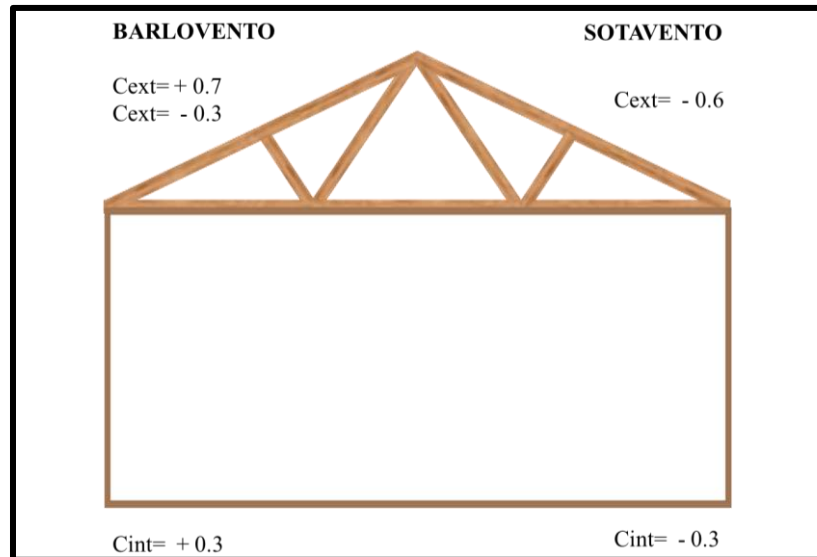 BARLOVENTO
SOTAVENTO
Cext= + 0.7
Cext= - 0.3
Cext= - 0.6
Cint= + 0.3
Cint= - 0.3